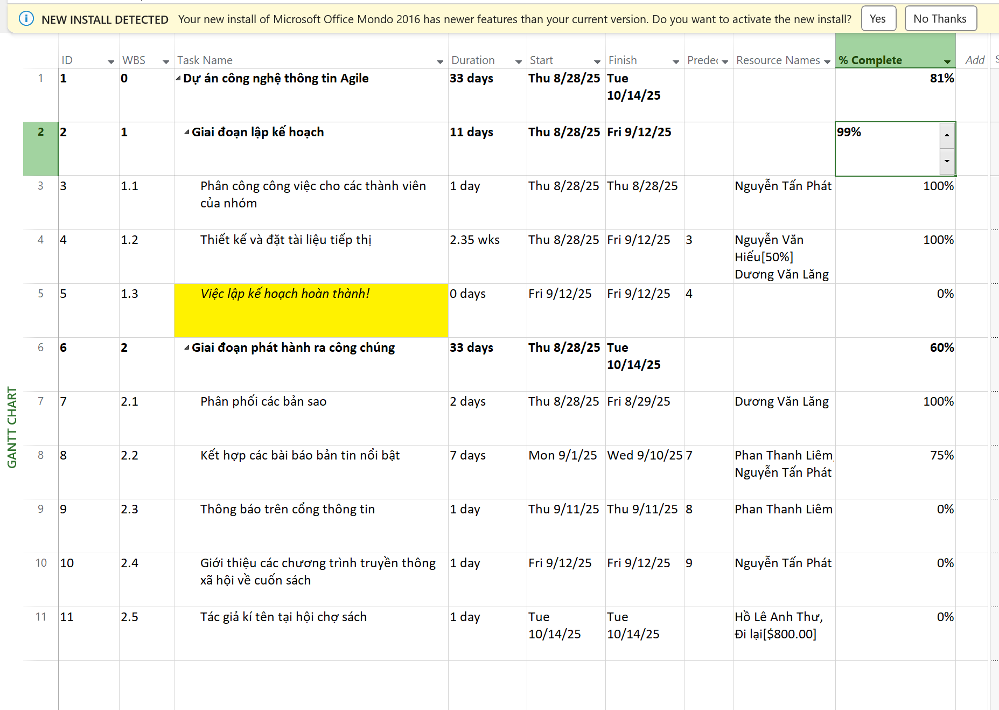 NEW INSTALL DETECTED Your new install of Microsoft Office Mondo 2016 has newer features than your current version. Do you want to activate the new install? Yes No Thanks
ID WBS Task Name Duration Start Finish Resource Names % Complete Add
1 1 0 Dự án công nghệ thông tin Agile 33 days Thu 8/28/25 Tue 81%
10/14/25
2 2 1 Giai đoạn lập kế hoạch 11 days Thu 8/28/25 Fri 9/12/25 99%
3 3 1.1 Phân công công việc cho các thành viên 1 day Thu 8/28/25 Thu 8/28/25 Nguyễn Tấn Phát 100%
của nhóm
4 4 1.2 Thiết kế và đặt tài liệu tiếp thị 2.35 wks Thu 8/28/25 Fri 9/12/25 3 Nguyễn Văn 100%
Hiếu[50%]
Dương Văn Lăng
5 5 1.3 Việc lập kế hoạch hoàn thành! 0 days Fri 9/12/25 Fri 9/12/25 4 0%
6 6 2 Giai đoạn phát hành ra công chúng 33 days Thu 8/28/25 Tue 60%
10/14/25
7 7 2.1 Phân phối các bản sao 2 days Thu 8/28/25 Fri 8/29/25 Dương Văn Lăng 100%
8 8 2.2 Kết hợp các bài báo bản tin nổi bật 7 days Mon 9/1/25 Wed 9/10/25 7 Phan Thanh Liêm, 75%
Nguyễn Tấn Phát
9 9 2.3 Thông báo trên cổng thông tin 1 day Thu 9/11/25 Thu 9/11/25 8 Phan Thanh Liêm 0%
10 10 2.4 Giới thiệu các chương trình truyền thông 1 day Fri 9/12/25 Fri 9/12/25 9 Nguyễn Tấn Phát 0%
xã hội về cuốn sách
11 11 2.5 Tác giả kí tên tại hội chợ sách 1 day Tue Tue Hồ Lê Anh Thư, 0%
10/14/25 10/14/25 Đi lại[$800.00]
GANTT CHART